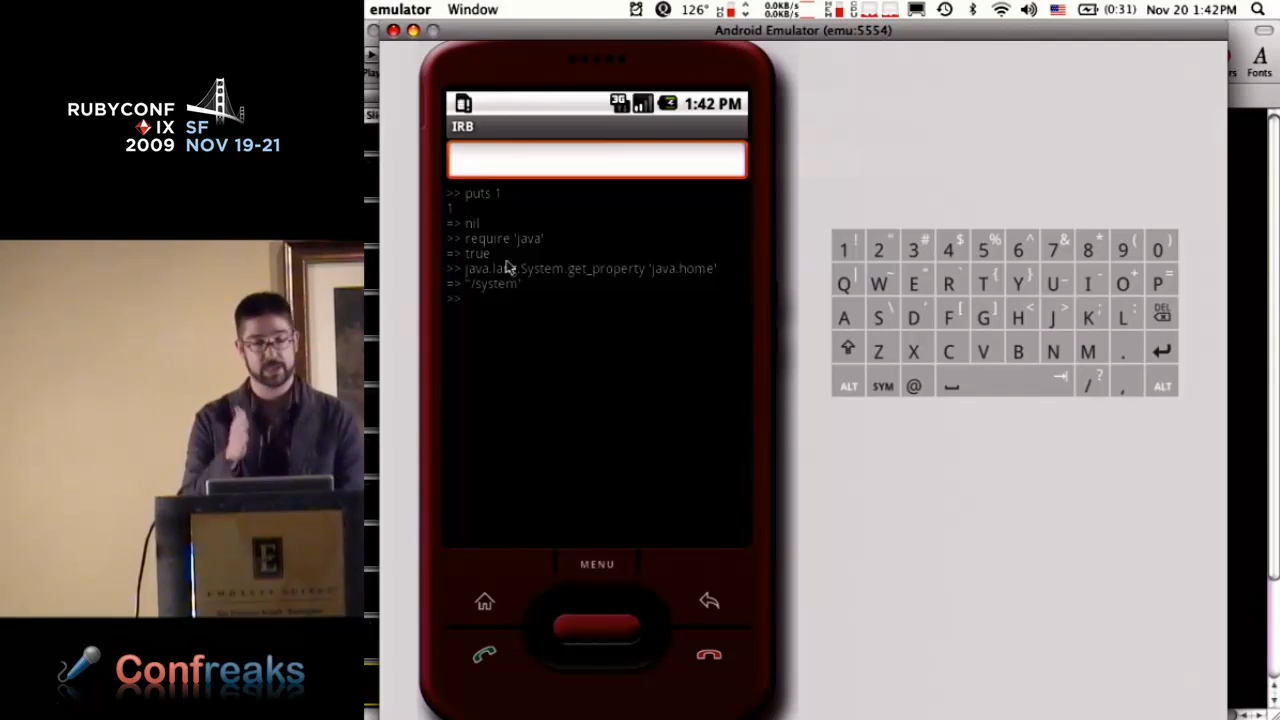 emulator Window 126° 0.0KB/s 0.0KB/s (0:31) Nov 20 1:42PM
Android Emulator (emu:5554)
Fonts
RUBYCONF
IX SF
2009 NOV 19-21
3G 1:42 PM
IRB
>> puts 1
1
=> nil
>> require 'java'
=> true
>> java.lang.System.get_property 'java.home'
=> "/system"
>>
1 ! 2 " 3 # 4 $ 5 % 6 ^ 7 & 8 * 9 ( 0 )
Q | W ~ E " R ` T { Y } U _ I - O + P =
A S \ D ' F [ G ] H < J > K ; L : DEL
Z X C V B N M .
ALT SYM @ / ? , ALT
MENU
E
EMBASSY SUITES
Confreaks